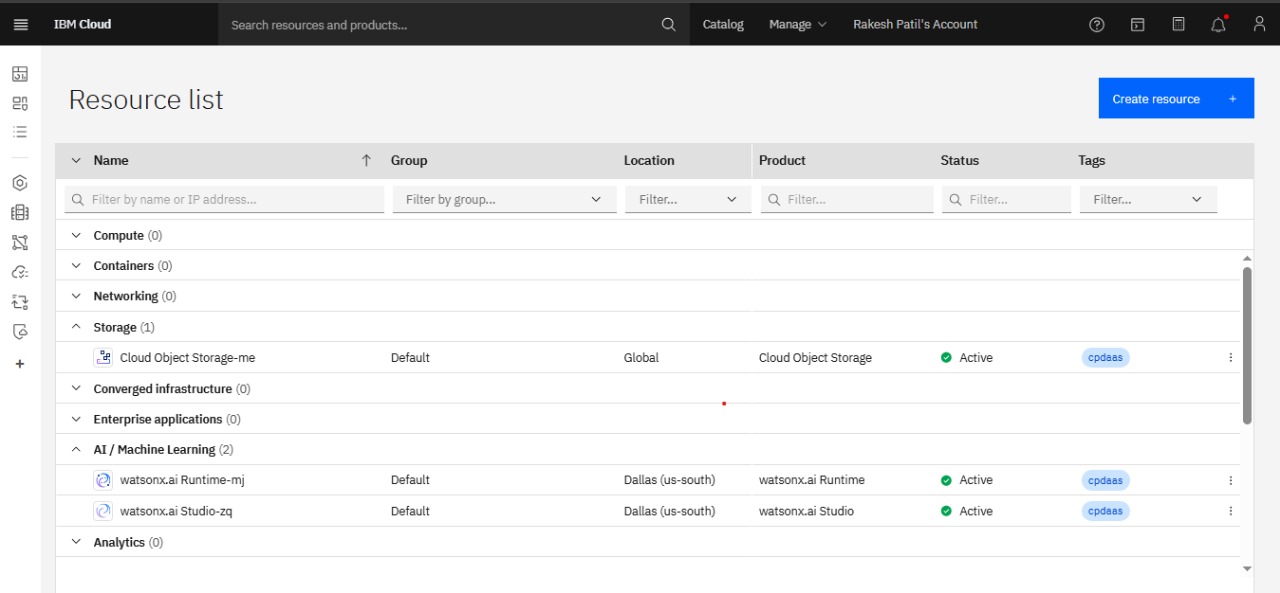 IBM Cloud Search resources and products... Catalog Manage Rakesh Patil's Account
Resource list
Create resource +
Name Group Location Product Status Tags
Filter by name or IP address... Filter by group... Filter... Filter... Filter... Filter...
Compute (0)
Containers (0)
Networking (0)
Storage (1)
Cloud Object Storage-me Default Global Cloud Object Storage Active cpdaas
Converged infrastructure (0)
Enterprise applications (0)
AI / Machine Learning (2)
watsonx.ai Runtime-mj Default Dallas (us-south) watsonx.ai Runtime Active cpdaas
watsonx.ai Studio-zq Default Dallas (us-south) watsonx.ai Studio Active cpdaas
Analytics (0)